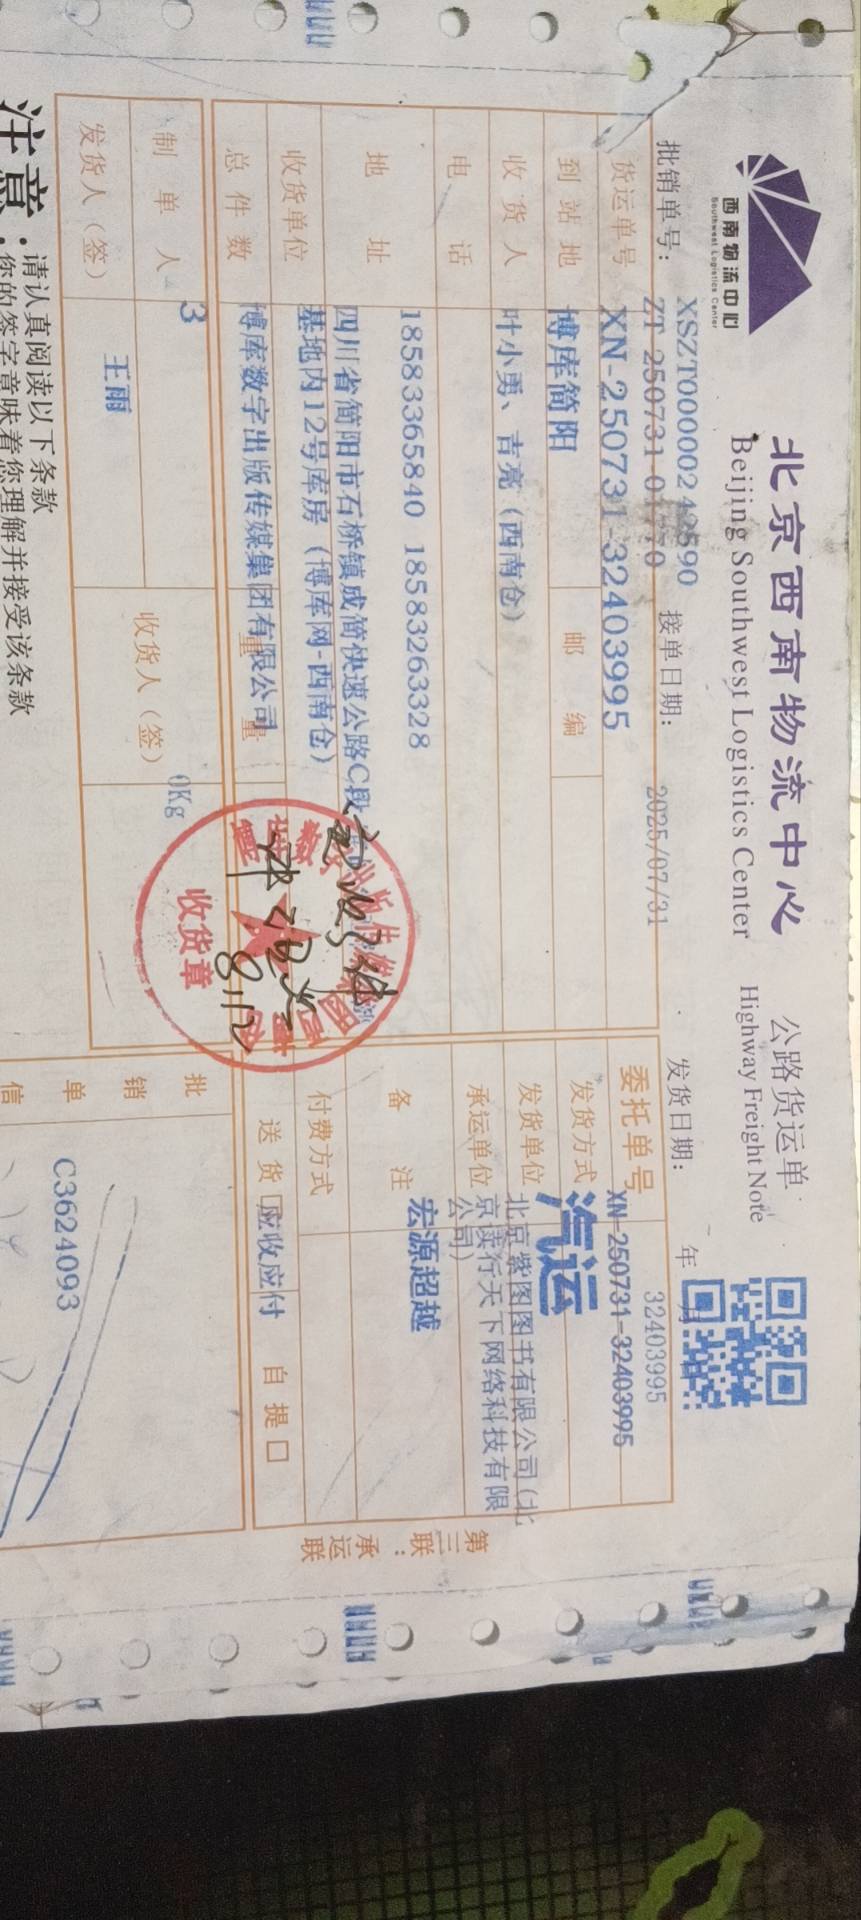 西南物流中心
Southwest Logistics Center
北京西南物流中心
Beijing Southwest Logistics Center
公路货运单
Highway Freight Note
批销单号:
XSZT00000242590
ZT 250731-01770
接单日期:
2025/07/31
发货日期:
年 月 日
32403995
货运单号 XN-250731-32403995
委托单号 XN-250731-32403995
到站地 博库简阳
邮编
发货方式 汽运
收货人 叶小勇、吉亮（西南仓）
发货单位 北京紫图图书有限公司(北
京读行天下网络科技有限
公司)
电话 18583365840 18583263328
承运单位
地址 四川省简阳市石桥镇成简快速公路C段
基地内12号库房（博库网-西南仓）
备注 宏源超越
收货单位 博库数字出版传媒集团有限公司
付费方式
总件数 3
重量 0Kg
送货 应收应付 自提
制单人
发货人（签） 王雨
收货人（签）
收货章
批销单信
C3624093
第三联：承运联
注意:
请认真阅读以下条款
你的签字意味着您理解并接受该条款